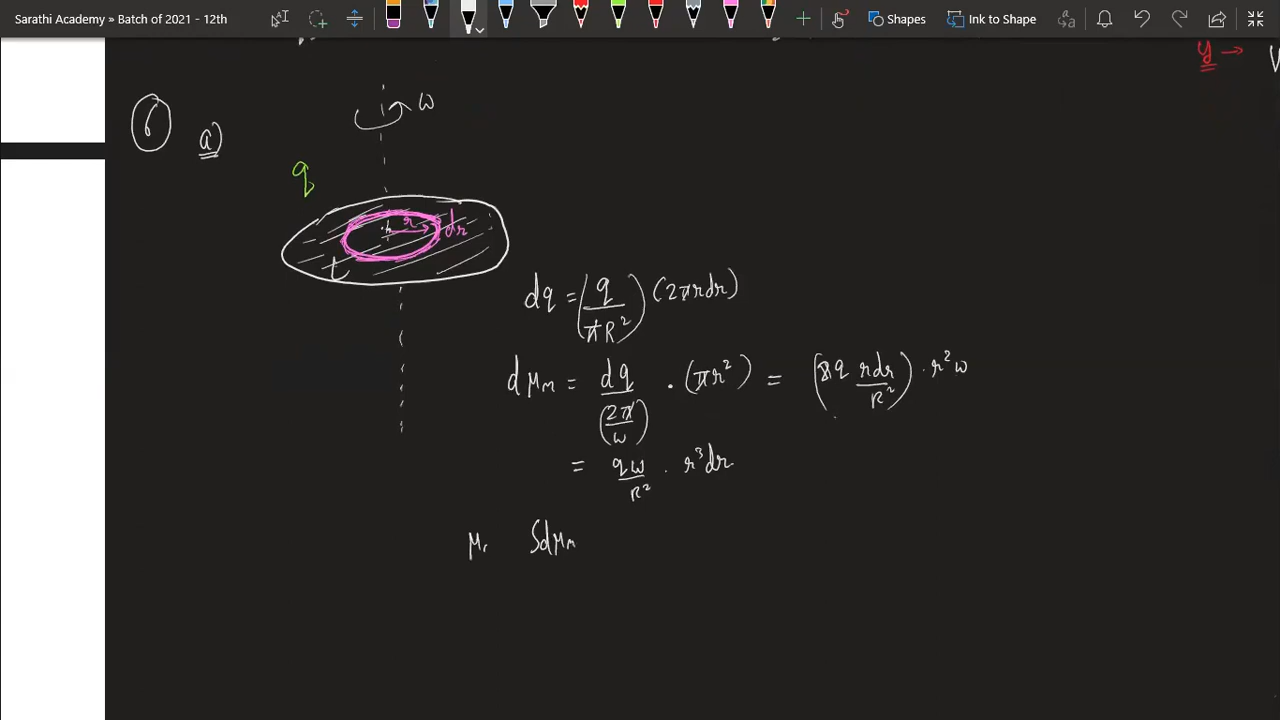 Sarathi Academy » Batch of 2021 - 12th
Shapes
Ink to Shape
y →
6 a)
ω
q
r dr
t
dq = (q/πR²) (2πrdr)
dμm = dq/(2π/ω) . (πr²) = (2q rdr/R²) . r²ω
= qω/R² . r³dr
∫dμm